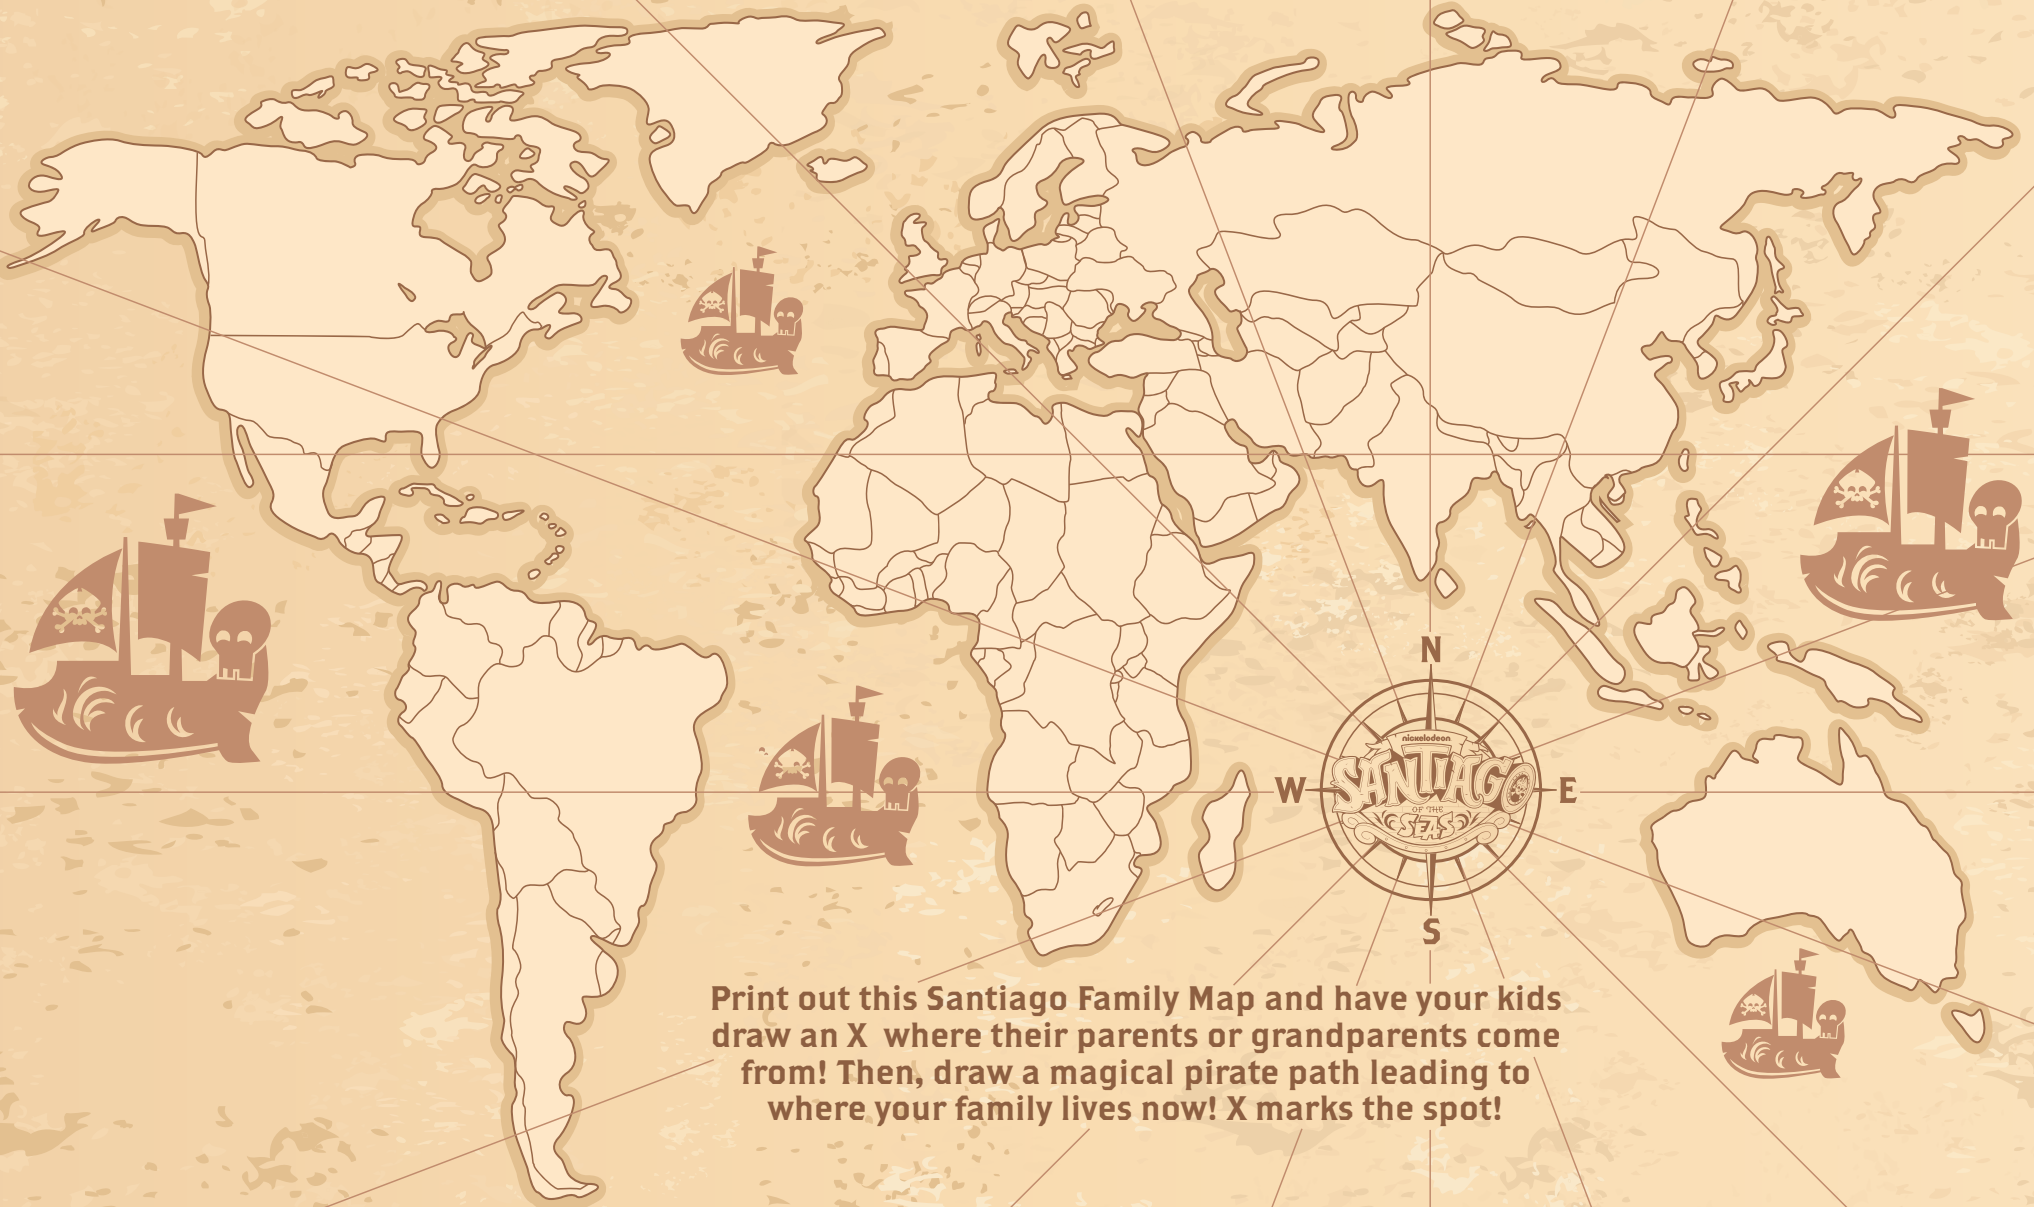 N
W
E
nickelodeon
SANTIAGO
OF THE
SEAS
S
Print out this Santiago Family Map and have your kids
draw an X where their parents or grandparents come
from! Then, draw a magical pirate path leading to
where your family lives now! X marks the spot!